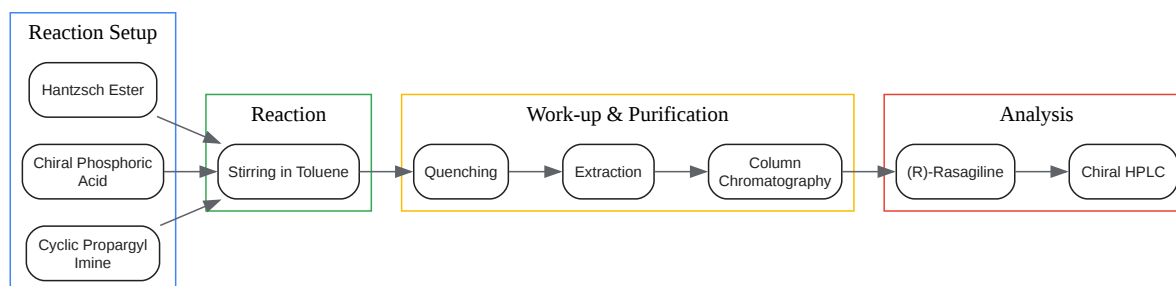 Reaction Setup
Hantzsch Ester
Chiral Phosphoric
Acid
Cyclic Propargyl
Imine
Reaction
Stirring in Toluene
Work-up & Purification
Quenching
Extraction
Column
Chromatography
Analysis
(R)-Rasagiline
Chiral HPLC